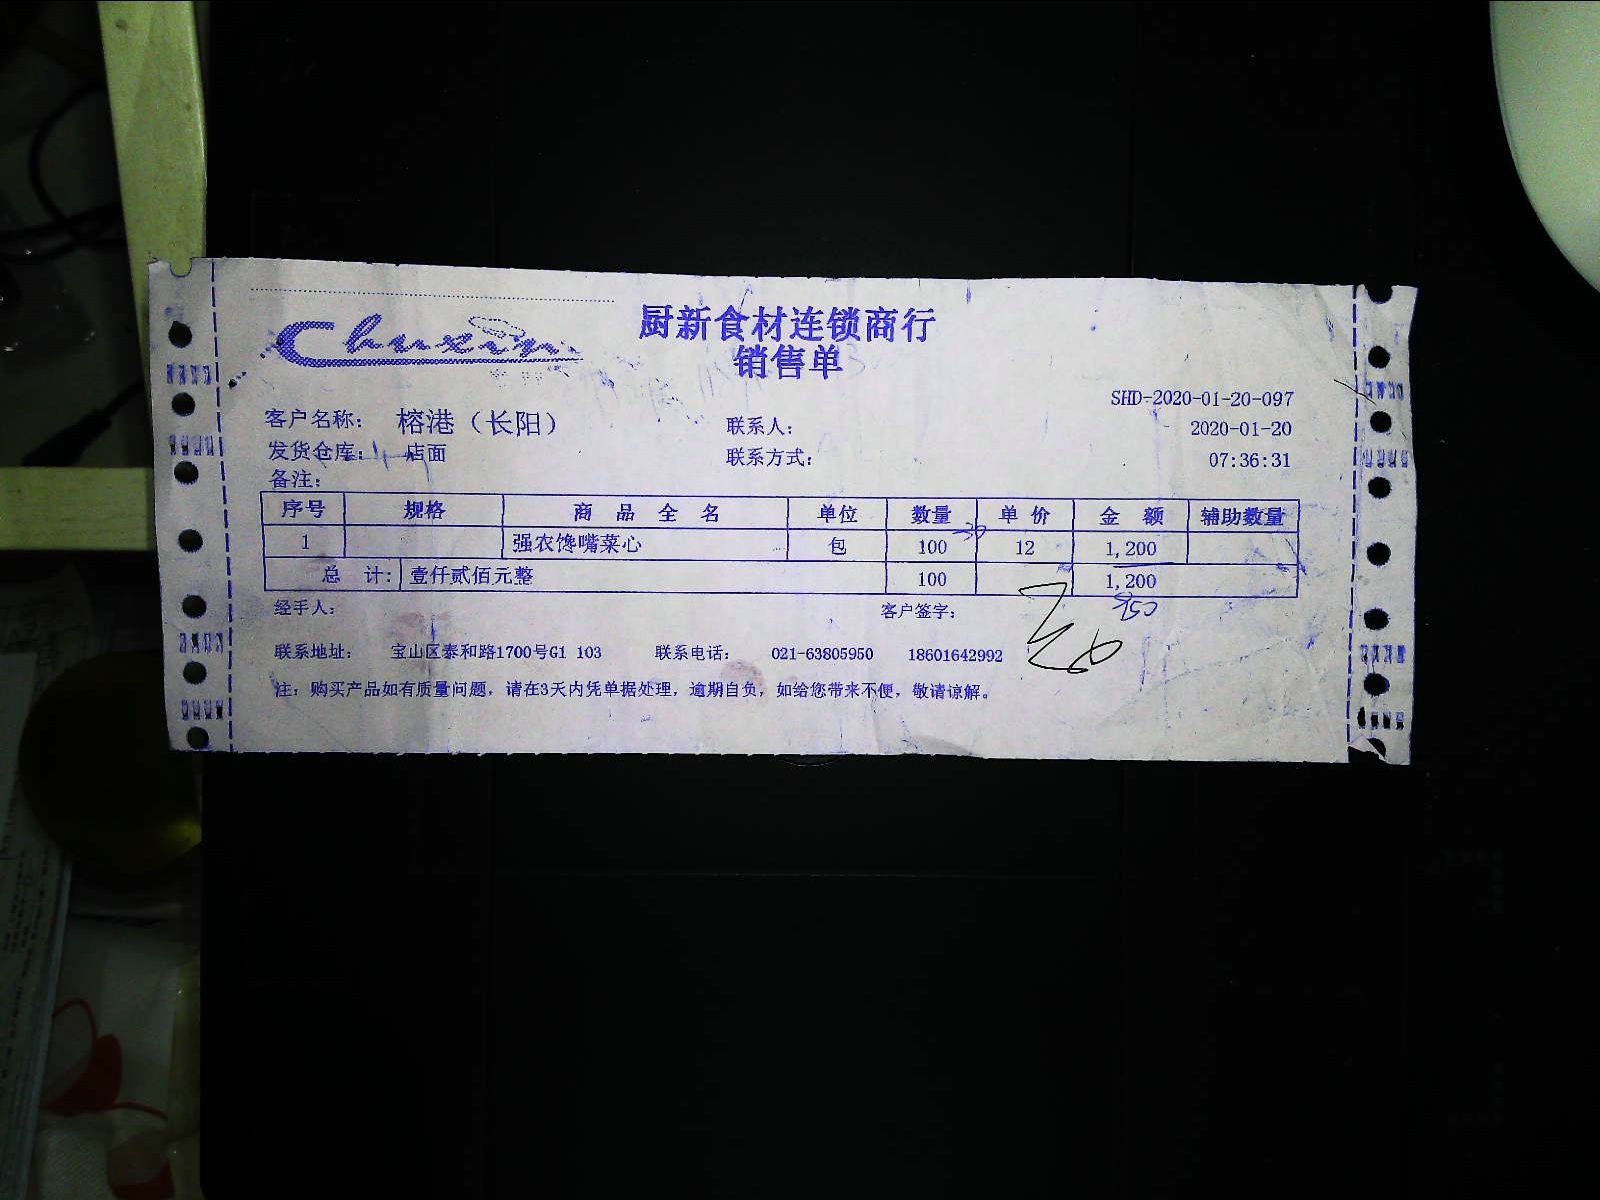 Chuxin
厨新食材连锁商行
销售单
SHD-2020-01-20-097
客户名称： 榕港（长阳） 联系人： 2020-01-20
发货仓库： 店面 联系方式： 07:36:31
备注：
序号 规格 商 品 全 名 单位 数量 单 价 金 额 辅助数量
1 强农馋嘴菜心 包 100 12 1,200
总 计： 壹仟贰佰元整 100 1,200
经手人： 客户签字：
联系地址： 宝山区泰和路1700号G1 103 联系电话： 021-63805950 18601642992
注：购买产品如有质量问题，请在3天内凭单据处理，逾期自负，如给您带来不便，敬请谅解。